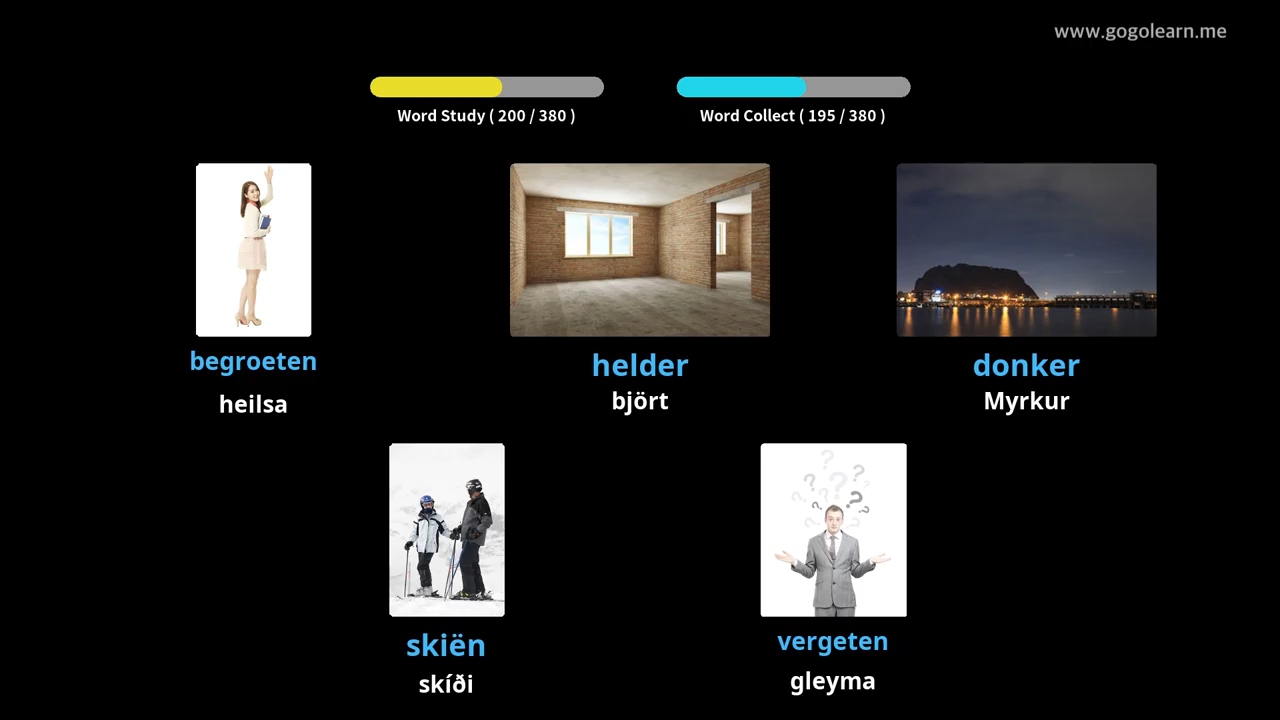 www.gogolearn.me
Word Study ( 200 / 380 )
Word Collect ( 195 / 380 )
begroeten
heilsa
helder
björt
donker
Myrkur
skiën
skíði
vergeten
gleyma